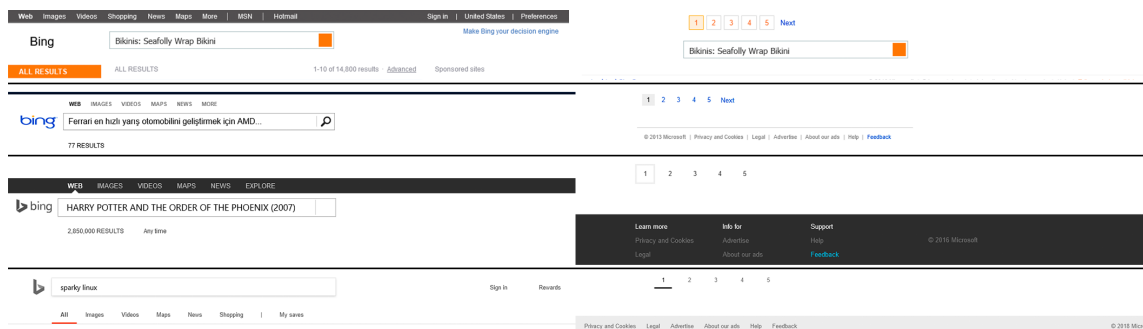 Web Images Videos Shopping News Maps More | MSN | Hotmail Sign in | United States | Preferences
Make Bing your decision engine
Bing Bikinis: Seafolly Wrap Bikini
ALL RESULTS ALL RESULTS 1-10 of 14,800 results · Advanced Sponsored sites
1 2 3 4 5 Next
Bikinis: Seafolly Wrap Bikini
WEB IMAGES VIDEOS MAPS NEWS MORE
bing Ferrari en hızlı yarış otomobilini geliştirmek için AMD...
77 RESULTS
1 2 3 4 5 Next
© 2013 Microsoft | Privacy and Cookies | Legal | Advertise | About our ads | Help | Feedback
WEB IMAGES VIDEOS MAPS NEWS EXPLORE
bing HARRY POTTER AND THE ORDER OF THE PHOENIX (2007)
2,850,000 RESULTS Any time
1 2 3 4 5
Learn more Info for Support
Privacy and Cookies Advertise Help © 2016 Microsoft
Legal About our ads Feedback
sparky linux Sign in Rewards
All Images Videos Maps News Shopping | My saves
1 2 3 4 5
Privacy and Cookies Legal Advertise About our ads Help Feedback © 2018 Micr